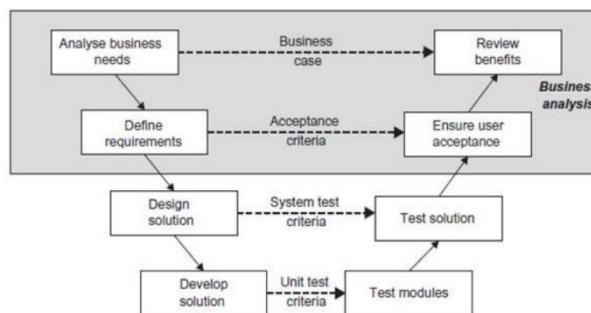 Analyse business
needs
Business
case
Review
benefits
Business
analysis
Define
requirements
Acceptance
criteria
Ensure user
acceptance
Design
solution
System test
criteria
Test solution
Develop
solution
Unit test
criteria
Test modules